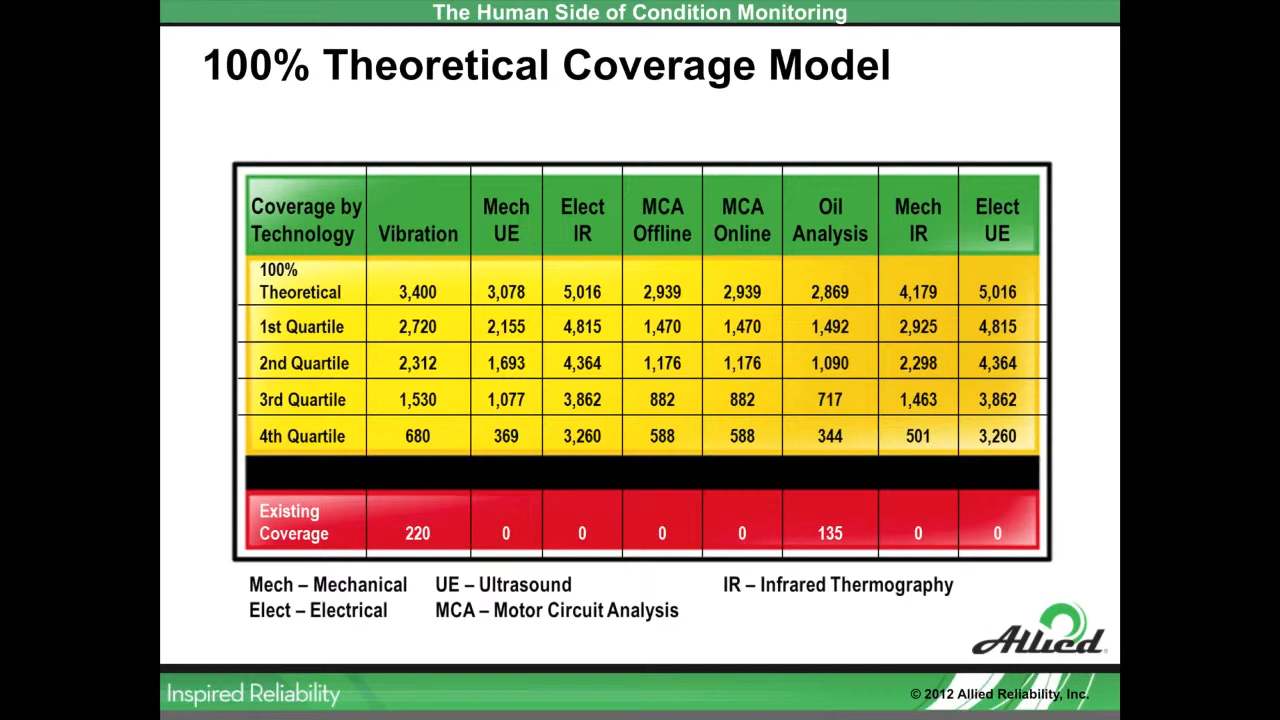 The Human Side of Condition Monitoring
100% Theoretical Coverage Model
Coverage by Technology Vibration Mech UE Elect IR MCA Offline MCA Online Oil Analysis Mech IR Elect UE
100% Theoretical 3,400 3,078 5,016 2,939 2,939 2,869 4,179 5,016
1st Quartile 2,720 2,155 4,815 1,470 1,470 1,492 2,925 4,815
2nd Quartile 2,312 1,693 4,364 1,176 1,176 1,090 2,298 4,364
3rd Quartile 1,530 1,077 3,862 882 882 717 1,463 3,862
4th Quartile 680 369 3,260 588 588 344 501 3,260
Existing Coverage 220 0 0 0 0 135 0 0
Mech – Mechanical UE – Ultrasound IR – Infrared Thermography
Elect – Electrical MCA – Motor Circuit Analysis
Allied®
Inspired Reliability © 2012 Allied Reliability, Inc.